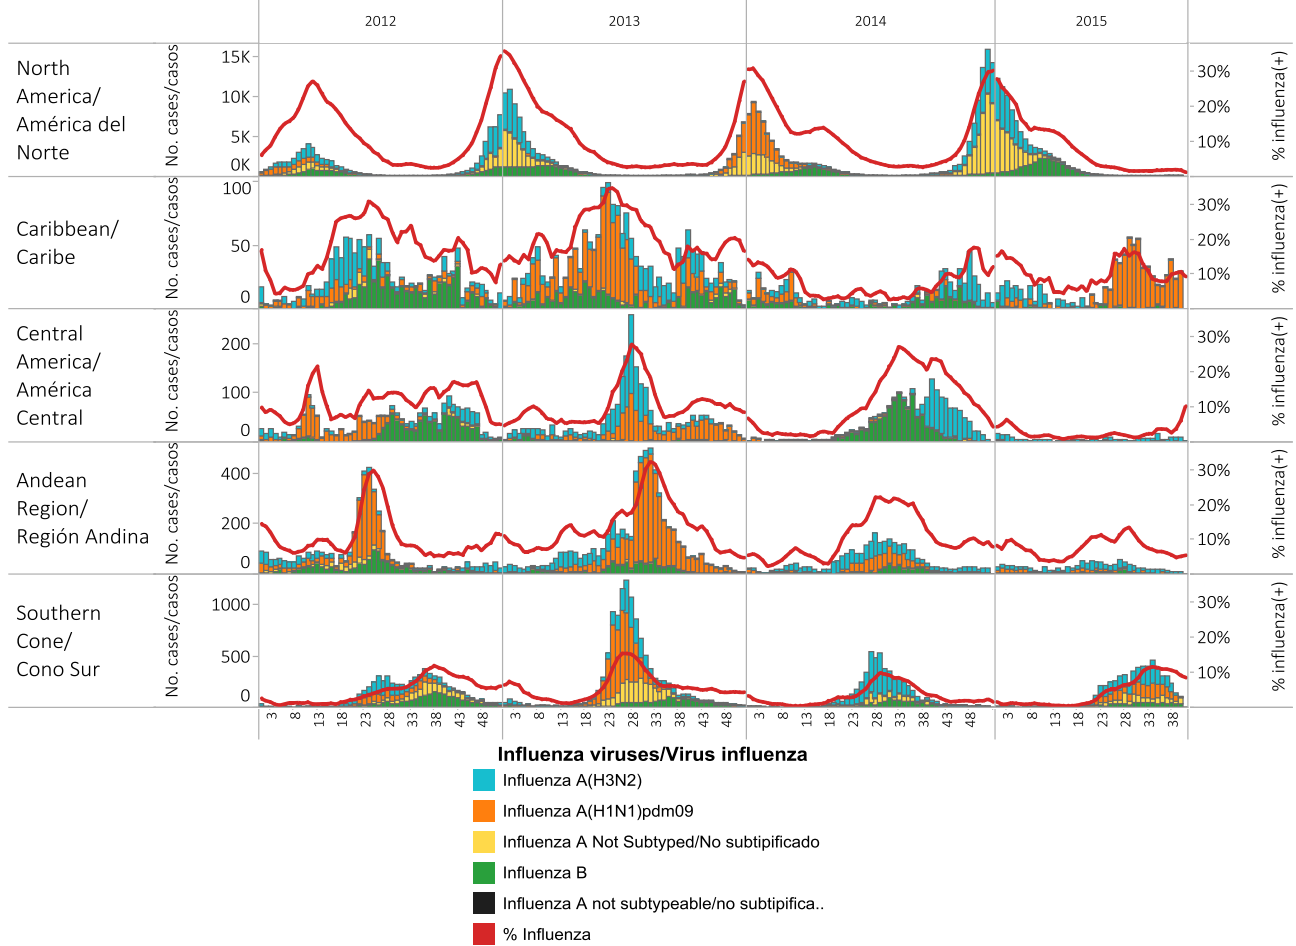 2012 2013 2014 2015
North
America/
América del
Norte
No. cases/casos
15K
10K
5K
0K
30%
20%
10%
% influenza(+)
Caribbean/
Caribe
No. cases/casos
100
50
0
30%
20%
10%
% influenza(+)
Central
America/
América
Central
No. cases/casos
200
100
0
30%
20%
10%
% influenza(+)
Andean
Region/
Región Andina
No. cases/casos
400
200
0
30%
20%
10%
% influenza(+)
Southern
Cone/
Cono Sur
No. cases/casos
1000
500
0
30%
20%
10%
% influenza(+)
3 8 13 18 23 28 33 38 43 48 3 8 13 18 23 28 33 38 43 48 3 8 13 18 23 28 33 38 43 48 3 8 13 18 23 28 33 38
Influenza viruses/Virus influenza
Influenza A(H3N2)
Influenza A(H1N1)pdm09
Influenza A Not Subtyped/No subtipificado
Influenza B
Influenza A not subtypeable/no subtipifica..
% Influenza